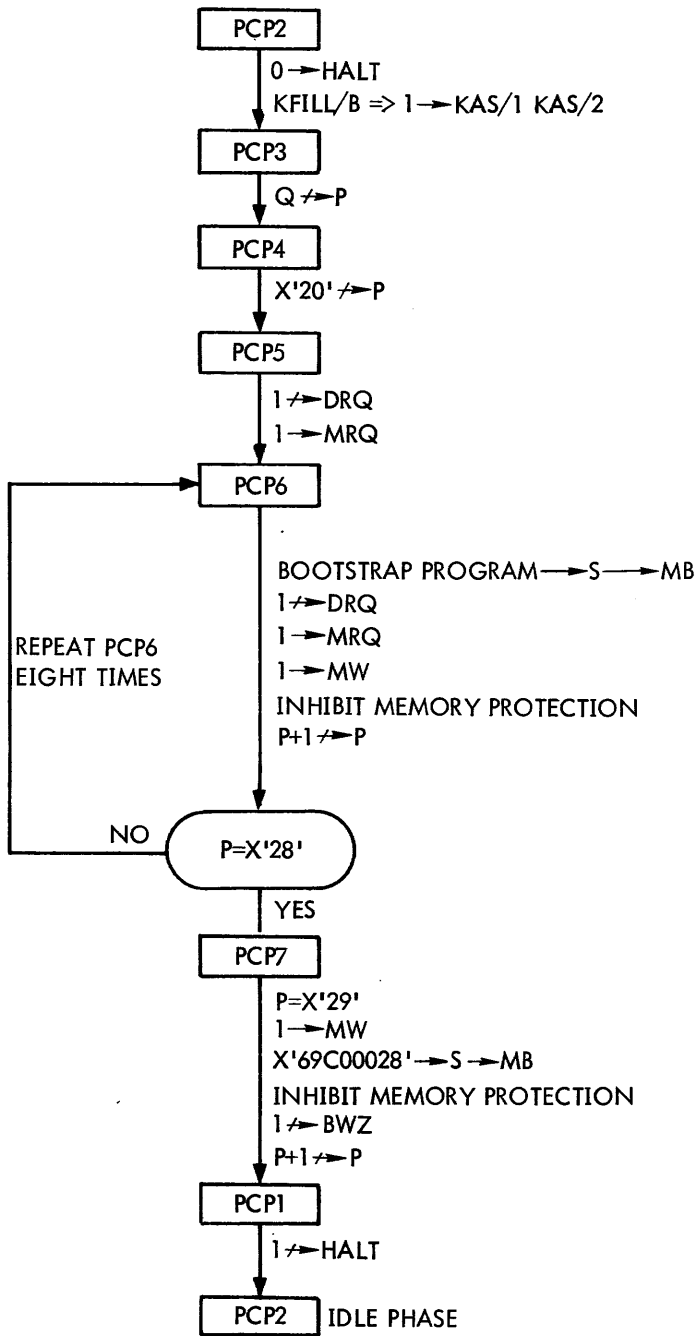 PCP2
0→HALT
KFILL/B => 1→KAS/1 KAS/2
PCP3
Q↛P
PCP4
X'20'↛P
PCP5
1↛DRQ
1→MRQ
PCP6
BOOTSTRAP PROGRAM→S→MB
1↛DRQ
1→MRQ
1→MW
INHIBIT MEMORY PROTECTION
P+1↛P
REPEAT PCP6
EIGHT TIMES
NO
P=X'28'
YES
PCP7
P=X'29'
1→MW
X'69C00028'→S→MB
INHIBIT MEMORY PROTECTION
1↛BWZ
P+1↛P
PCP1
1↛HALT
PCP2 IDLE PHASE